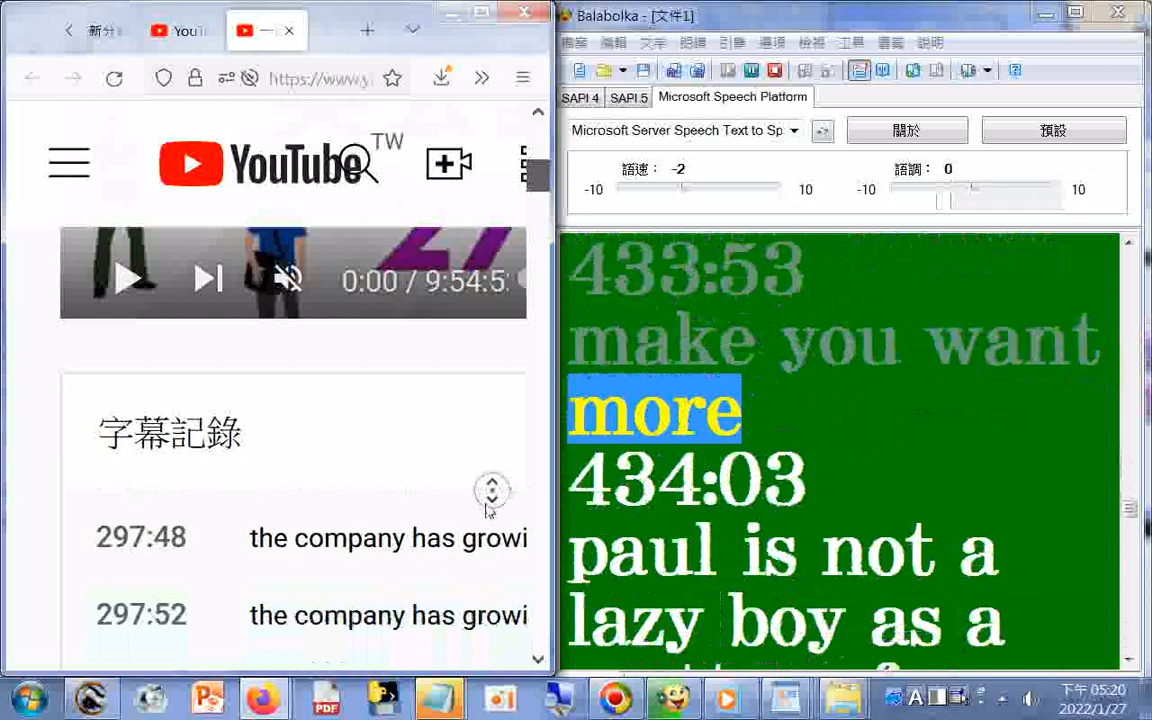 新分
YouT
一
https://www.y
YouTube
TW
27
0:00 / 9:54:5
字幕記錄
297:48 the company has growi
297:52 the company has growi
Balabolka - [文件1]
檔案 編輯 文字 朗讀 引擎 選項 檢視 工具 書籤 說明
SAPI 4 SAPI 5 Microsoft Speech Platform
Microsoft Server Speech Text to Sp
關於
預設
語速： -2
語調： 0
-10 10
-10 10
433:53
make you want
more
434:03
paul is not a
lazy boy as a
PDF
A
下午 05:20
2022/1/27